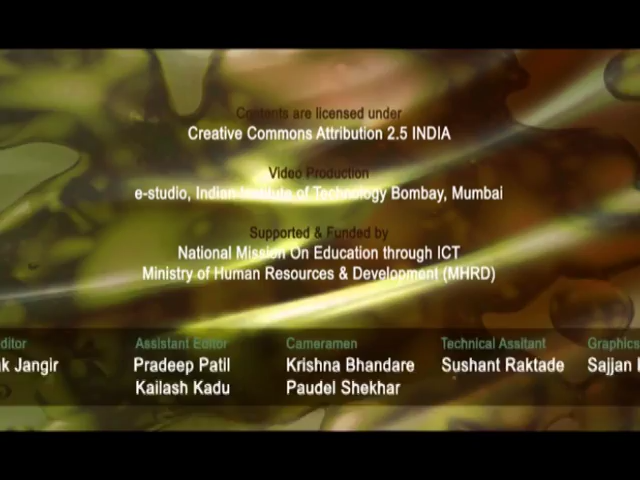 Contents are licensed under
Creative Commons Attribution 2.5 INDIA
Video Production
e-studio, Indian Institute of Technology Bombay, Mumbai
Supported & Funded by
National Mission On Education through ICT
Ministry of Human Resources & Development (MHRD)
Assistant Editor Cameramen Technical Assitant Graphics
Jangir Pradeep Patil Krishna Bhandare Sushant Raktade Sajjan
Kailash Kadu Paudel Shekhar